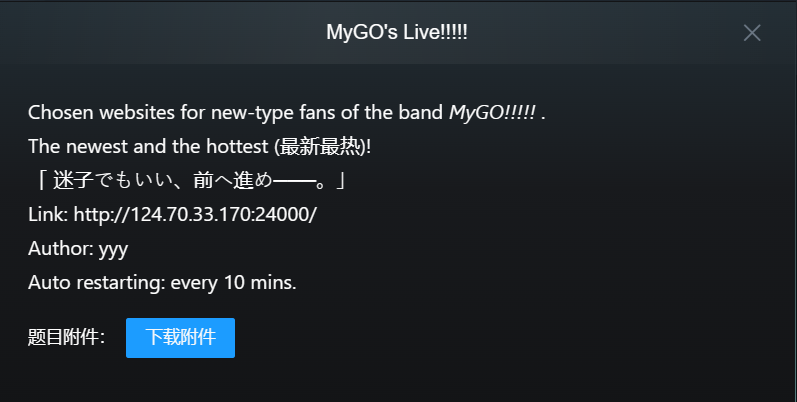 MyGO's Live!!!!!
Chosen websites for new-type fans of the band MyGO!!!!! .
The newest and the hottest (最新最热)!
「 迷子でもいい、前へ進め——。」
Link: http://124.70.33.170:24000/
Author: yyy
Auto restarting: every 10 mins.
题目附件: 下载附件